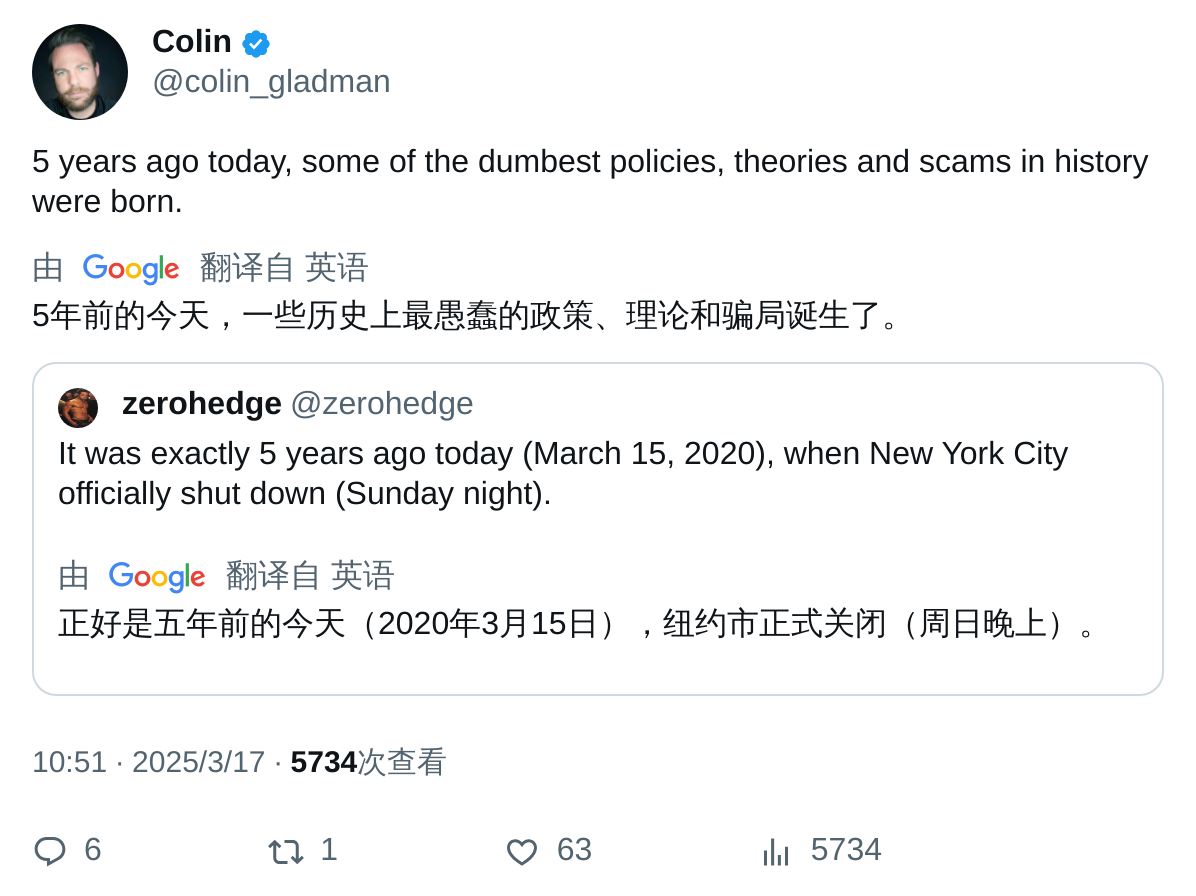 Colin
@colin_gladman
5 years ago today, some of the dumbest policies, theories and scams in history
were born.
由 Google 翻译自 英语
5年前的今天，一些历史上最愚蠢的政策、理论和骗局诞生了。
zerohedge @zerohedge
It was exactly 5 years ago today (March 15, 2020), when New York City
officially shut down (Sunday night).
由 Google 翻译自 英语
正好是五年前的今天（2020年3月15日），纽约市正式关闭（周日晚上）。
10:51 · 2025/3/17 · 5734次查看
6 1 63 5734